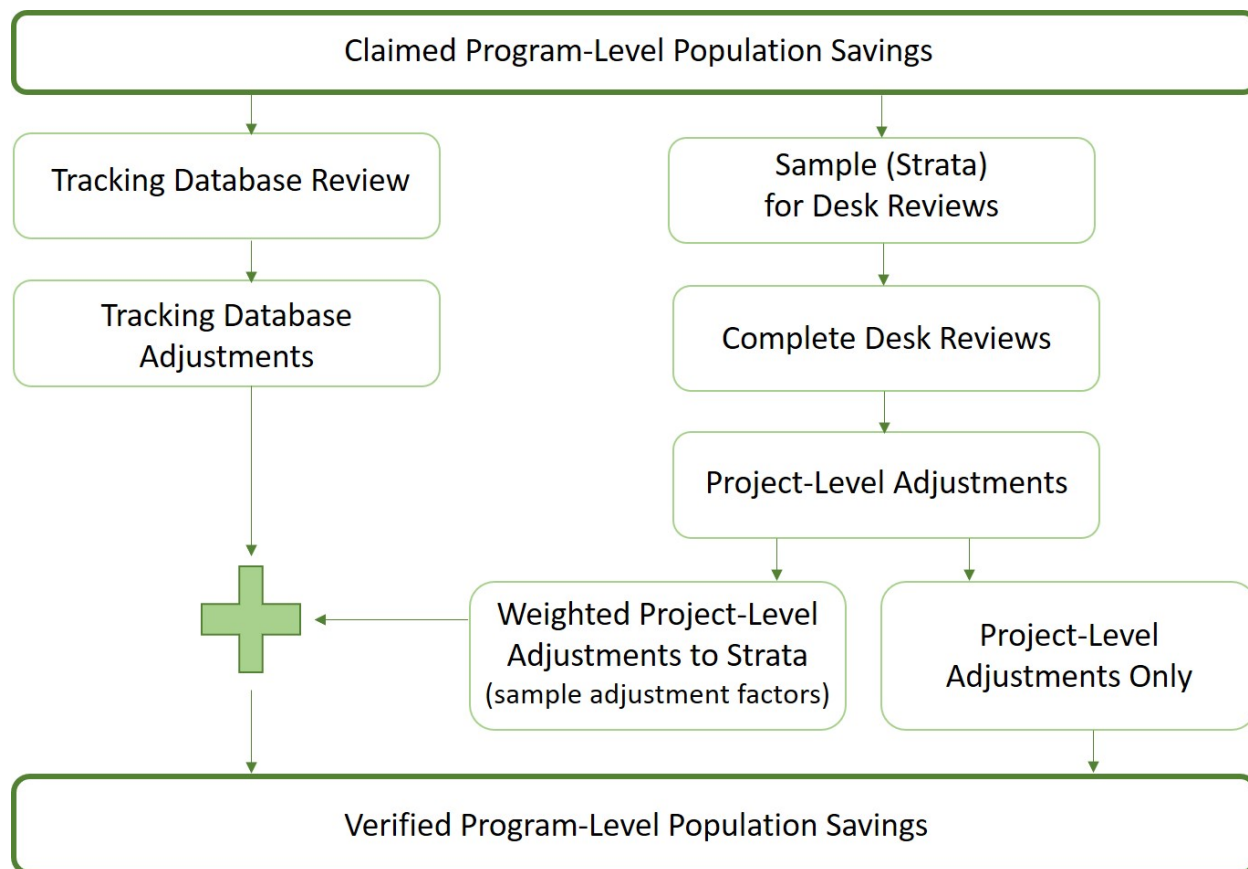 Claimed Program-Level Population Savings
Tracking Database Review
Sample (Strata)
for Desk Reviews
Tracking Database
Adjustments
Complete Desk Reviews
Project-Level Adjustments
Weighted Project-Level
Adjustments to Strata
(sample adjustment factors)
Project-Level
Adjustments Only
Verified Program-Level Population Savings